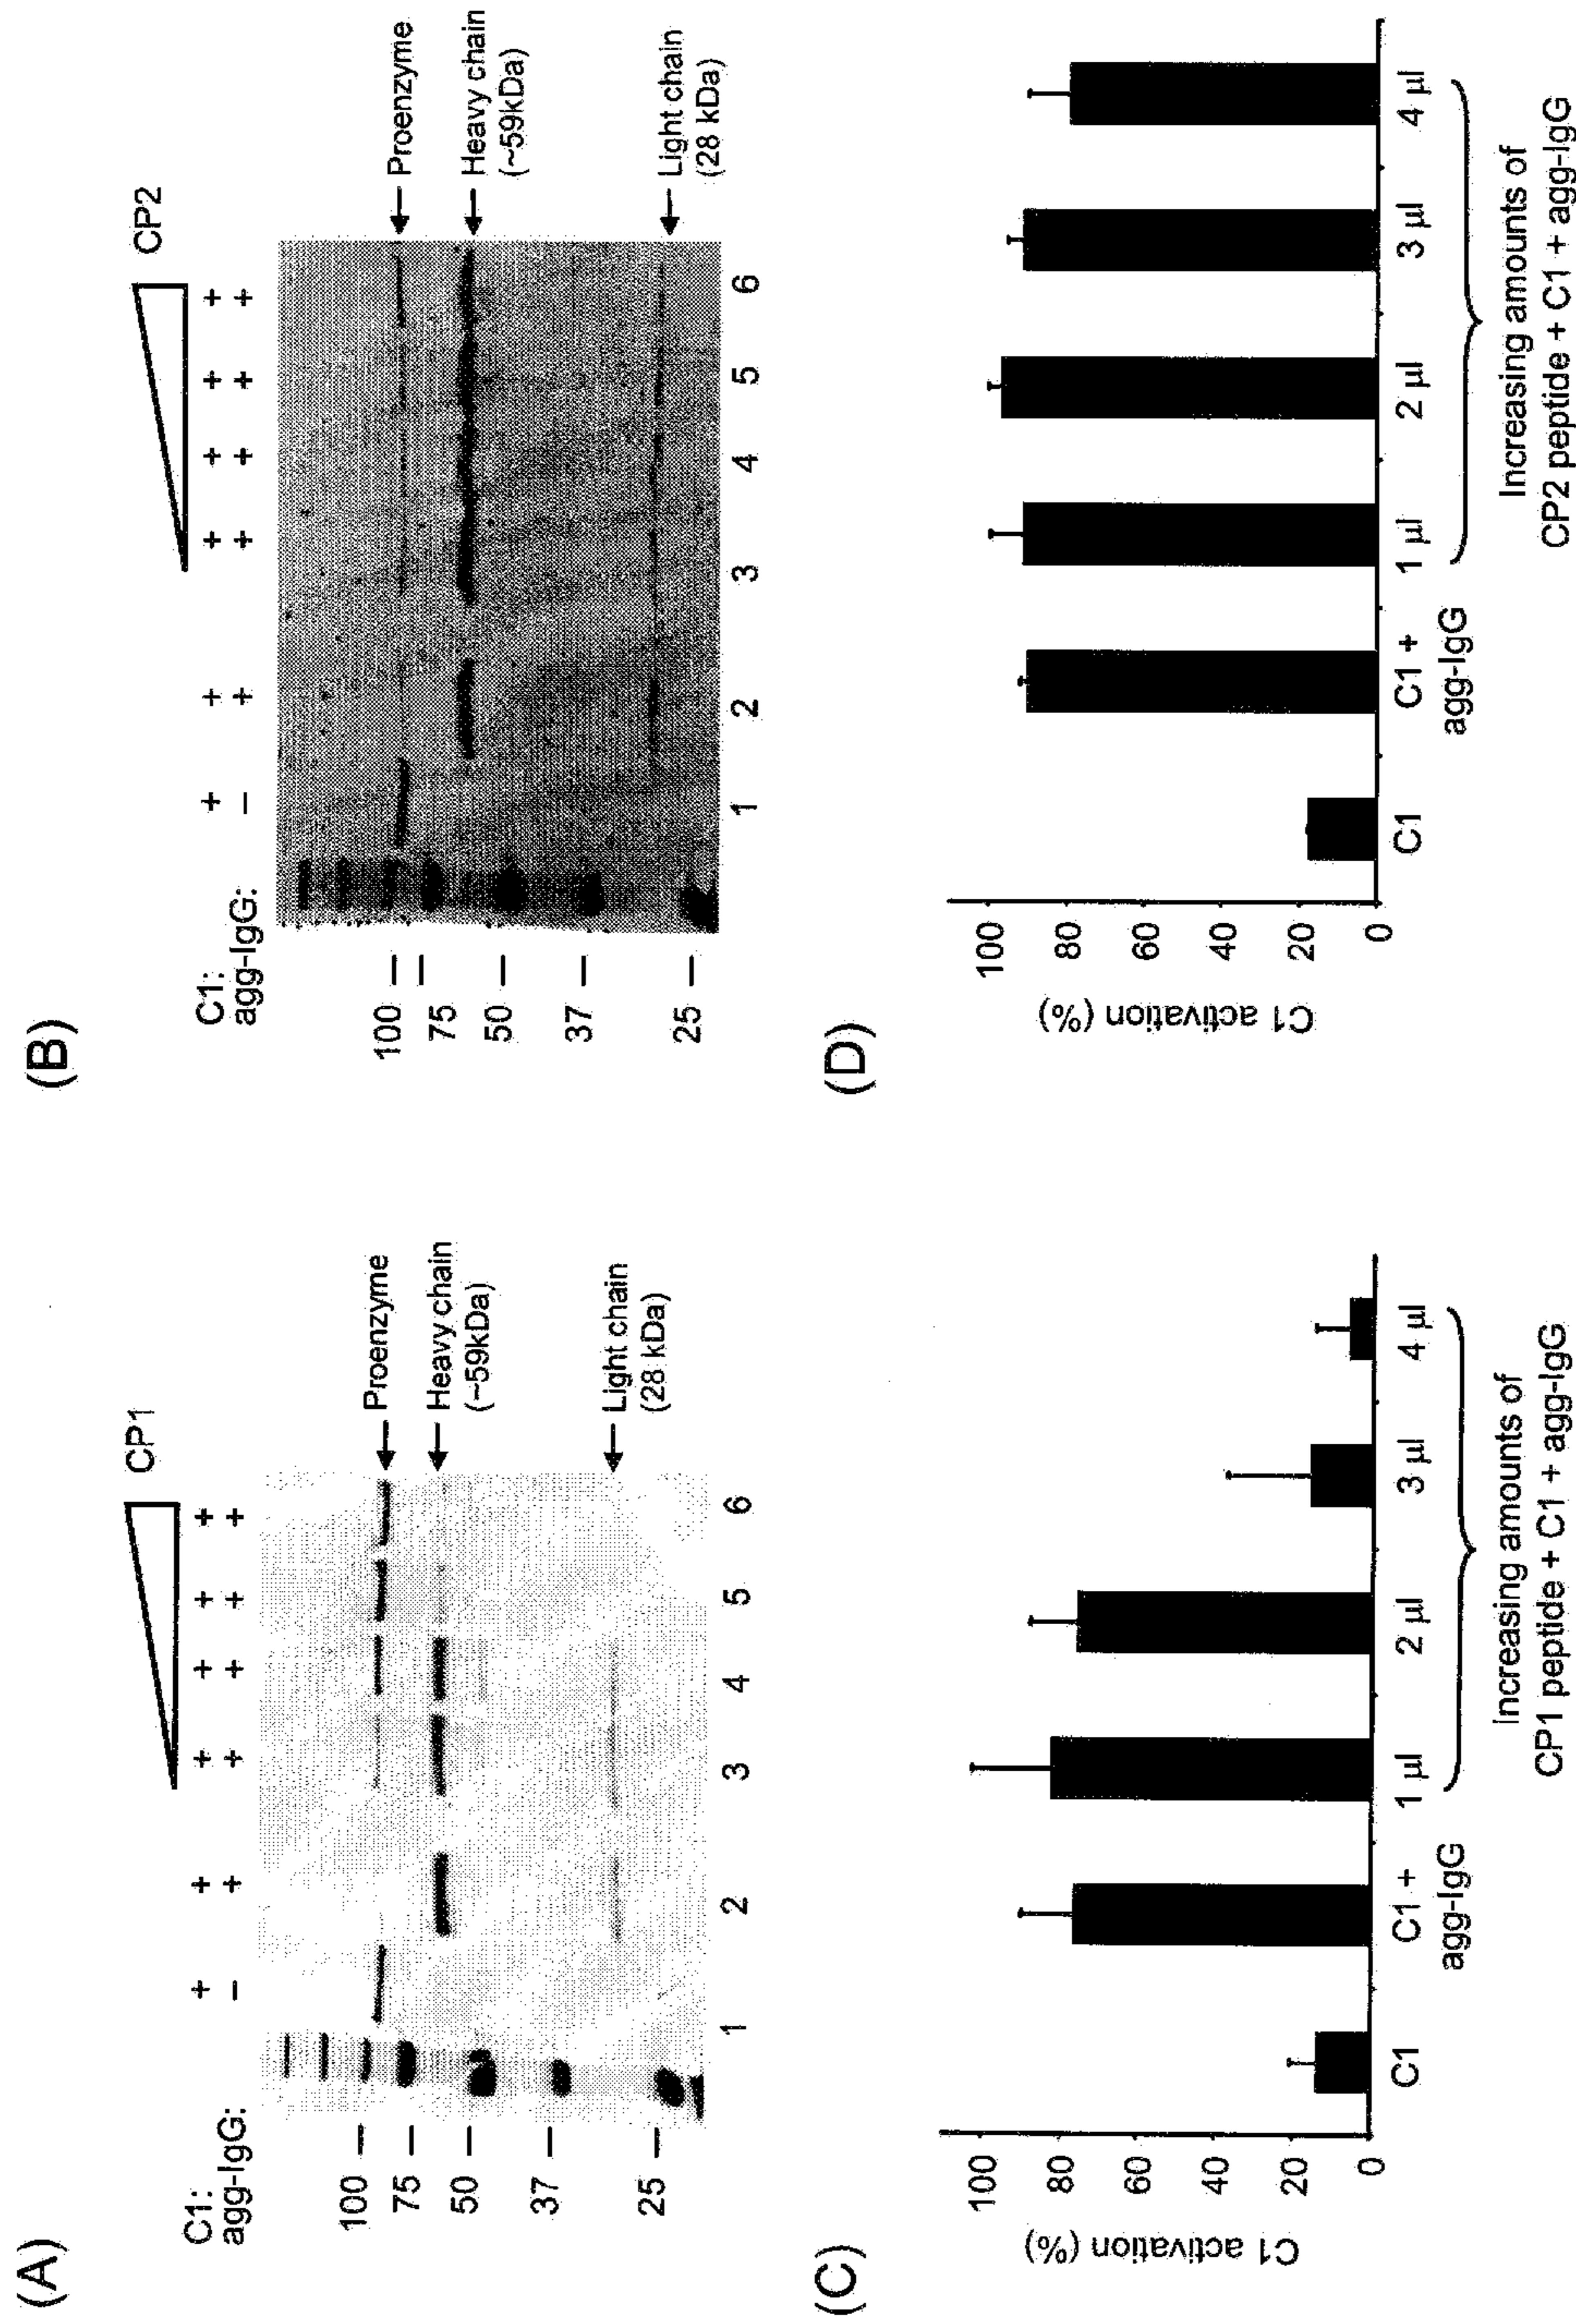 (A)
CP1
C1: + + + + + +
agg-IgG: − + + + + +
100
75
50
37
25
Proenzyme
Heavy chain
(~59kDa)
Light chain
(28 kDa)
1 2 3 4 5 6
(B)
CP2
C1: + + + + + +
agg-IgG: − + + + + +
100
75
50
37
25
Proenzyme
Heavy chain
(~59kDa)
Light chain
(28 kDa)
1 2 3 4 5 6
(C)
C1 activation (%)
100
80
60
40
20
0
C1
C1 +
agg-IgG
1 µl 2 µl 3 µl 4 µl
Increasing amounts of
CP1 peptide + C1 + agg-IgG
(D)
C1 activation (%)
100
80
60
40
20
0
C1
C1 +
agg-IgG
1 µl 2 µl 3 µl 4 µl
Increasing amounts of
CP2 peptide + C1 + agg-IgG